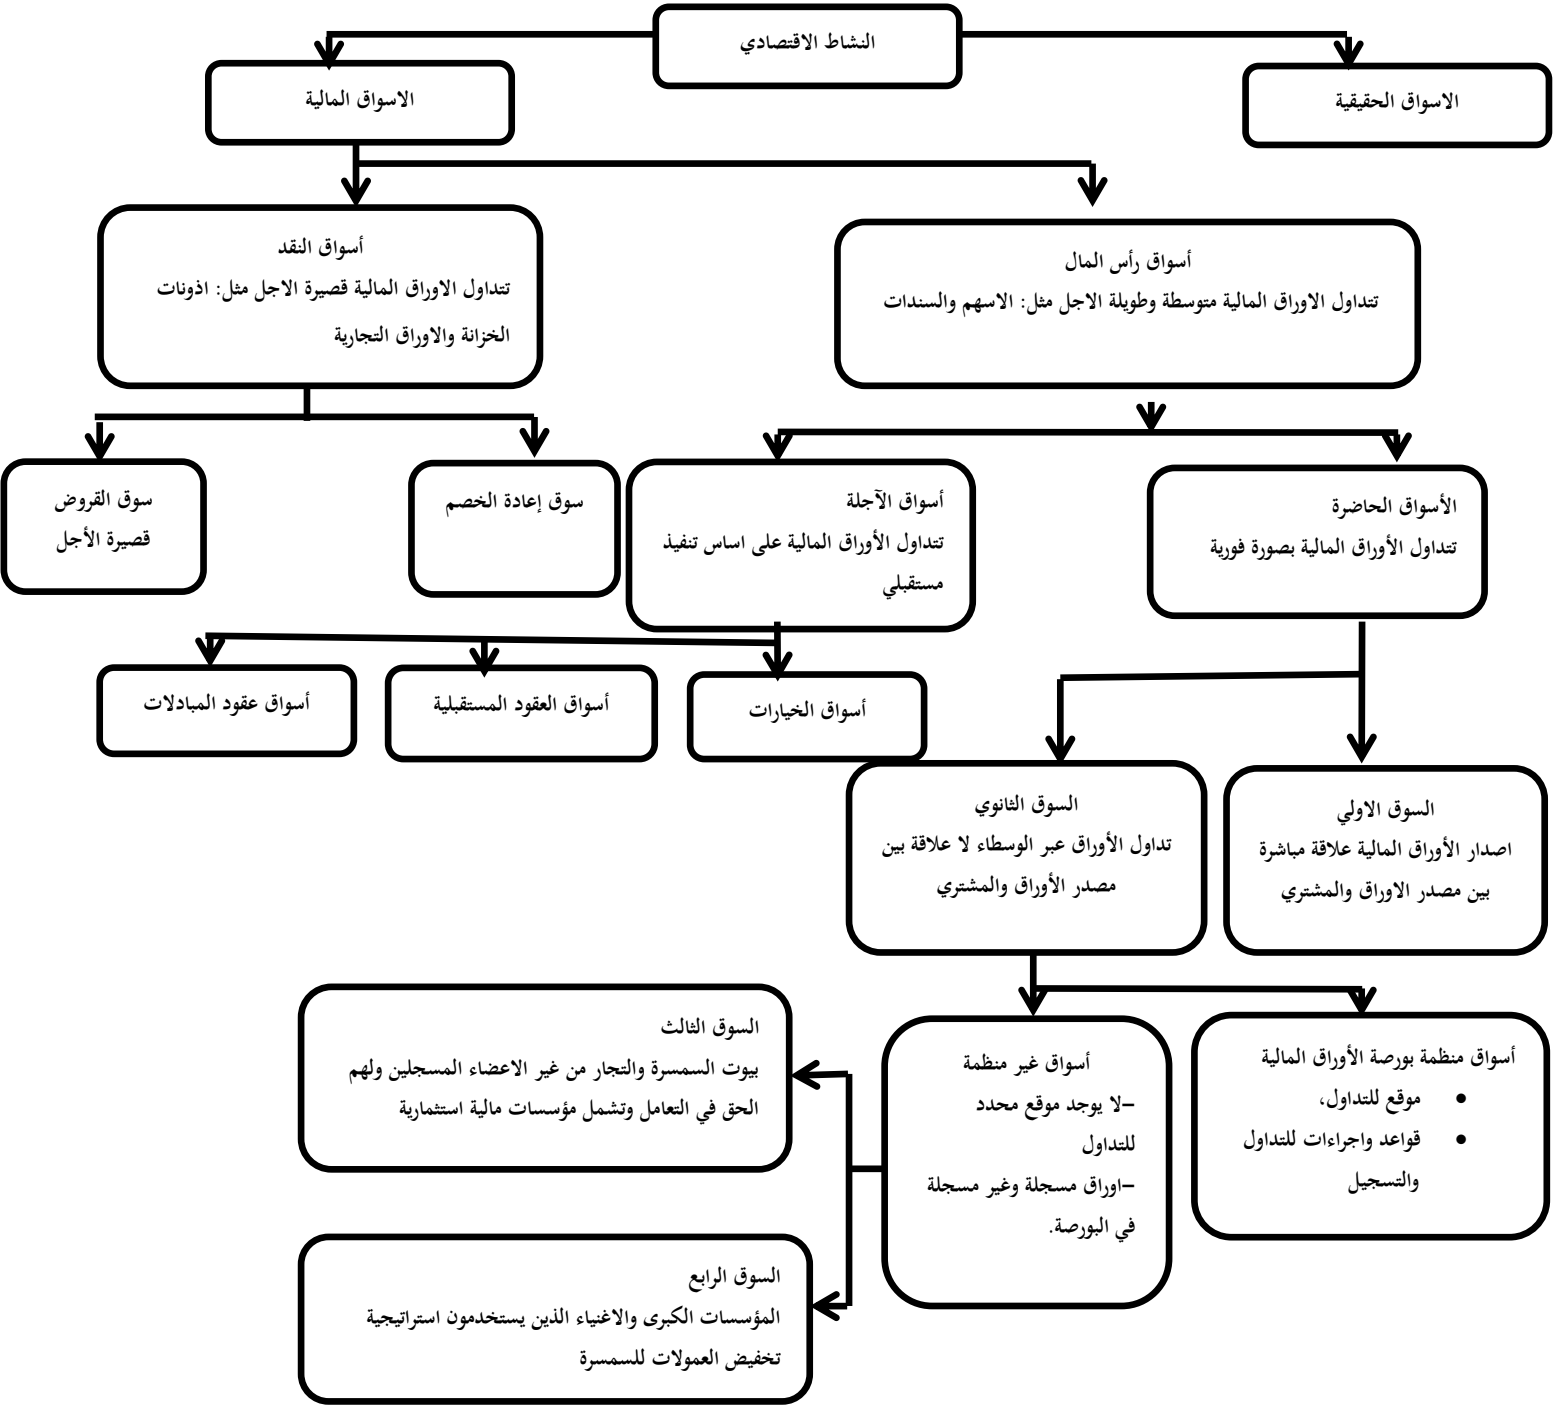 النشاط الاقتصادي
الاسواق الحقيقية
الاسواق المالية
أسواق رأس المال
تتداول الاوراق المالية متوسطة وطويلة الاجل مثل: الاسهم والسندات
أسواق النقد
تتداول الاوراق المالية قصيرة الاجل مثل: اذونات
الخزانة والاوراق التجارية
الأسواق الحاضرة
تتداول الأوراق المالية بصورة فورية
أسواق الآجلة
تتداول الأوراق المالية على اساس تنفيذ
مستقبلي
سوق إعادة الخصم
سوق القروض
قصيرة الأجل
أسواق الخيارات
أسواق العقود المستقبلية
أسواق عقود المبادلات
السوق الاولي
اصدار الأوراق المالية علاقة مباشرة
بين مصدر الاوراق والمشتري
السوق الثانوي
تداول الأوراق عبر الوسطاء لا علاقة بين
مصدر الأوراق والمشتري
أسواق منظمة بورصة الأوراق المالية
• موقع للتداول،
• قواعد واجراءات للتداول
والتسجيل
أسواق غير منظمة
–لا يوجد موقع محدد
للتداول
–اوراق مسجلة وغير مسجلة
في البورصة.
السوق الثالث
بيوت السمسرة والتجار من غير الاعضاء المسجلين ولهم
الحق في التعامل وتشمل مؤسسات مالية استثمارية
السوق الرابع
المؤسسات الكبرى والاغنياء الذين يستخدمون استراتيجية
تخفيض العمولات للسمسرة